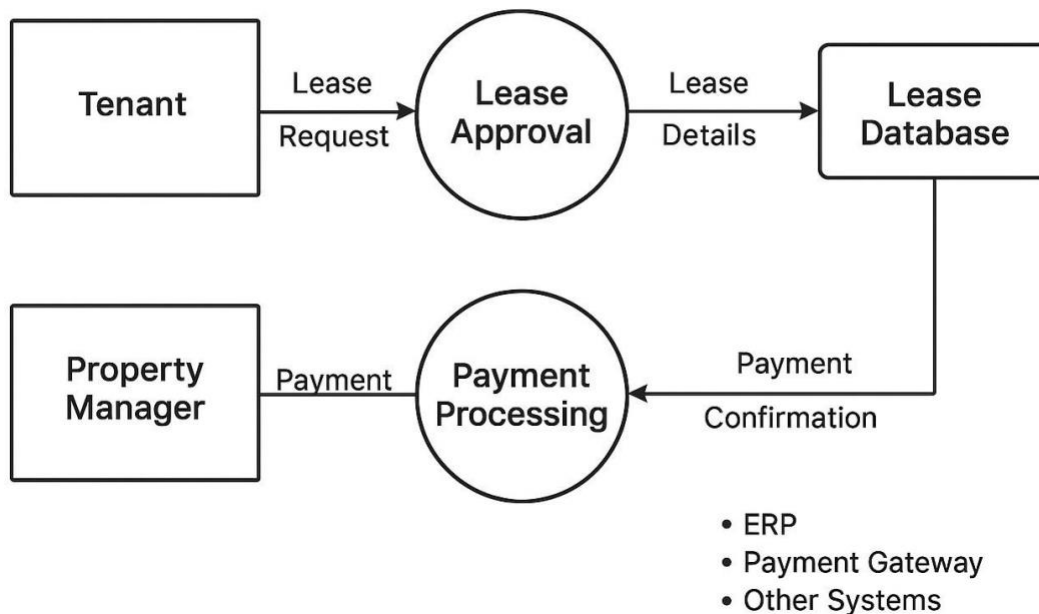 Tenant
Lease
Request
Lease
Approval
Lease
Details
Lease
Database
Property
Manager
Payment
Payment
Processing
Payment
Confirmation
• ERP
• Payment Gateway
• Other Systems